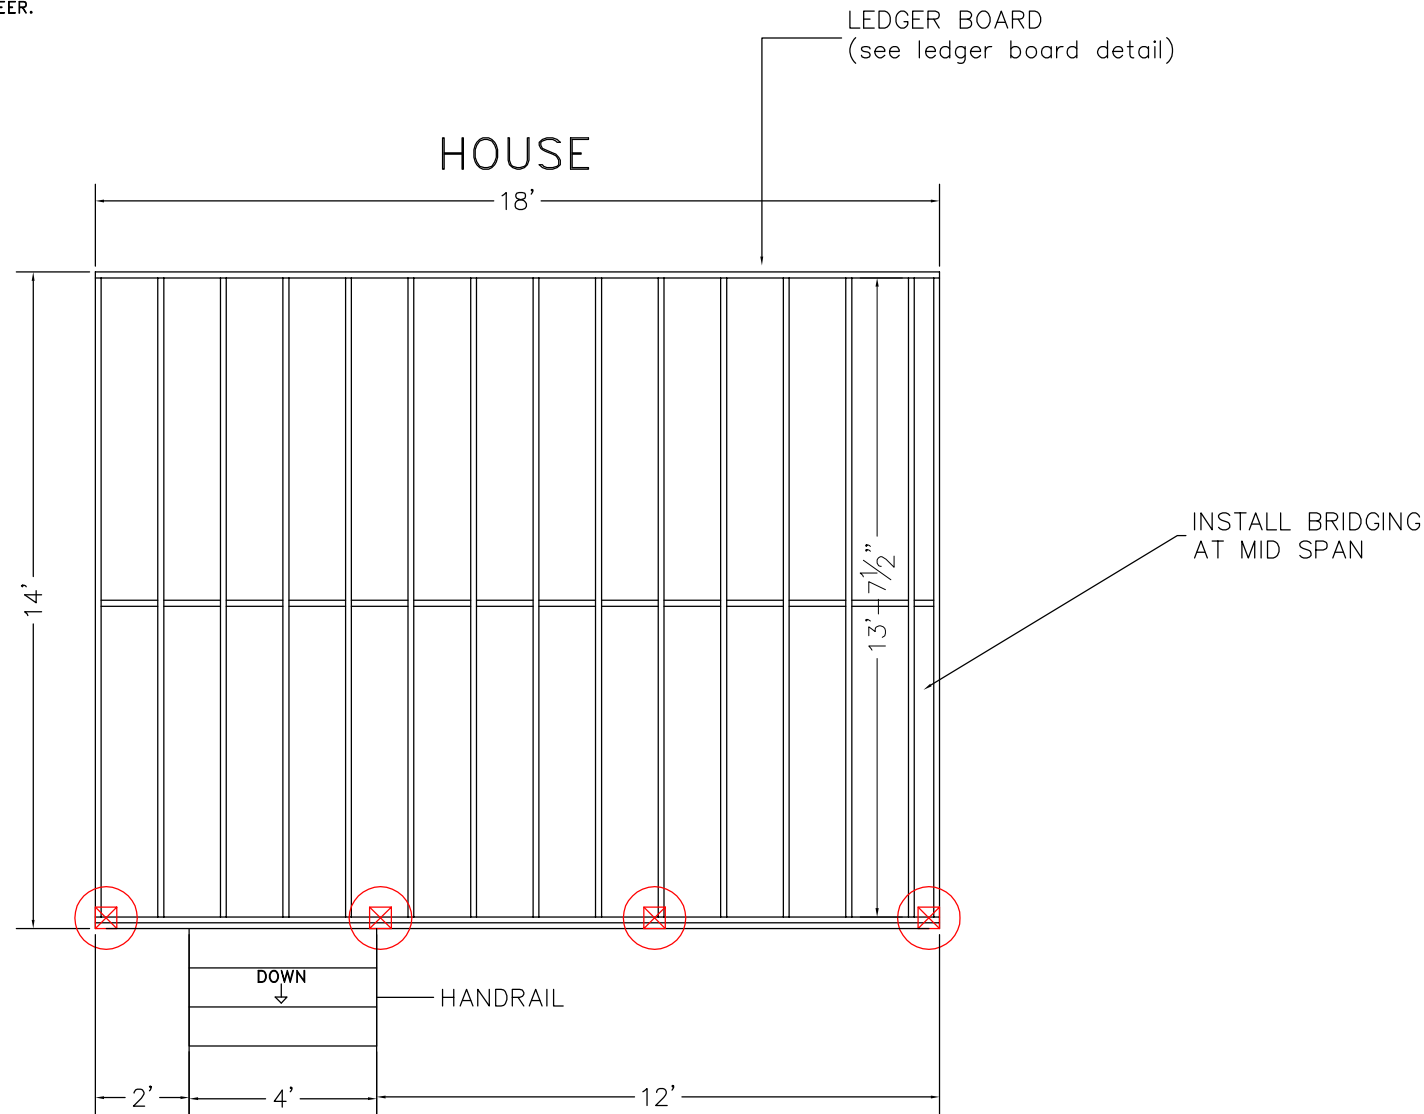 EER.
LEDGER BOARD
(see ledger board detail)
HOUSE
18'
14'
13'-7½"
INSTALL BRIDGING
AT MID SPAN
DOWN
HANDRAIL
2'
4'
12'